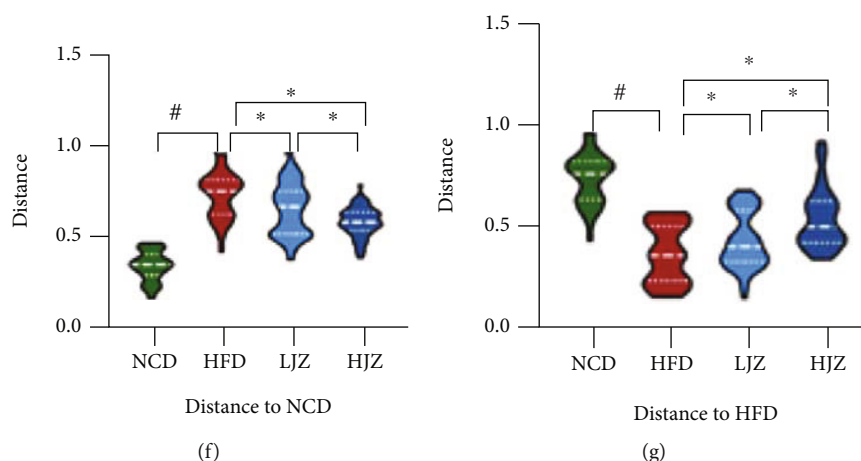 1.5
1.0
0.5
0.0
Distance
#
*
*
*
NCD
HFD
LJZ
HJZ
Distance to NCD
(f)
1.5
1.0
0.5
0.0
Distance
#
*
*
*
NCD
HFD
LJZ
HJZ
Distance to HFD
(g)